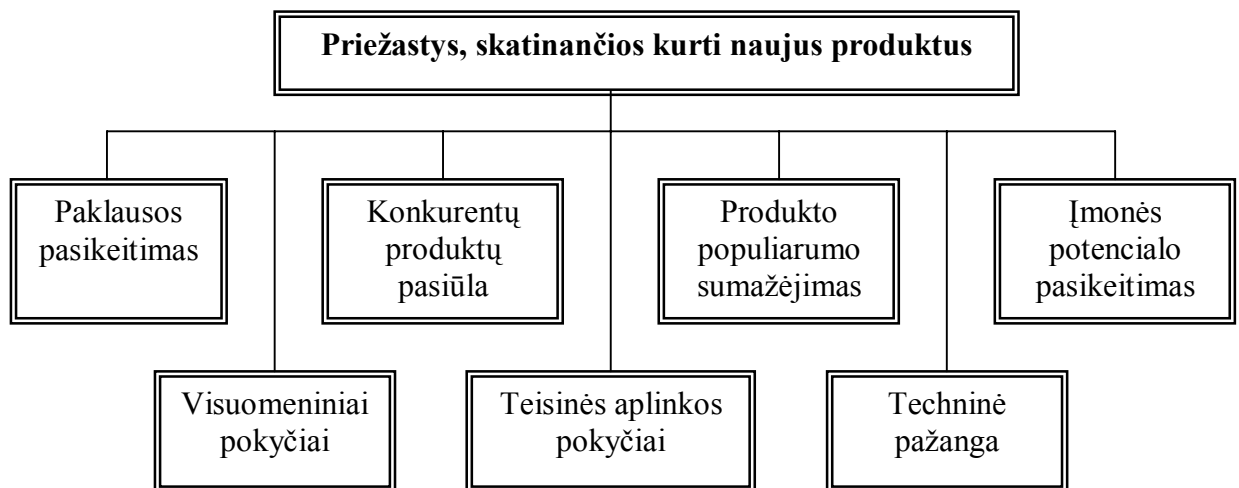 Priežastys, skatinančios kurti naujus produktus
Paklausos
pasikeitimas
Konkurentų
produktų
pasiūla
Produkto
populiarumo
sumažėjimas
Įmonės
potencialo
pasikeitimas
Visuomeniniai
pokyčiai
Teisinės aplinkos
pokyčiai
Techninė
pažanga